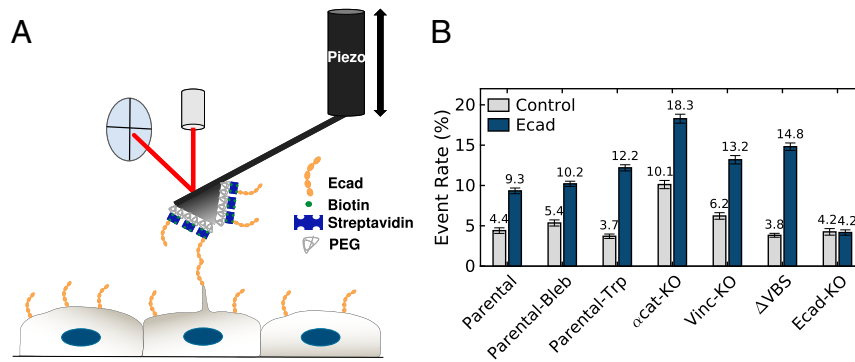 A
Piezo
Ecad
Biotin
Streptavidin
PEG
B
Event Rate (%)
20
15
10
5
0
Control
Ecad
4.4
9.3
5.4
10.2
3.7
12.2
10.1
18.3
6.2
13.2
3.8
14.8
4.2
4.2
Parental
Parental-Bleb
Parental-Trp
αcat-KO
Vinc-KO
ΔVBS
Ecad-KO